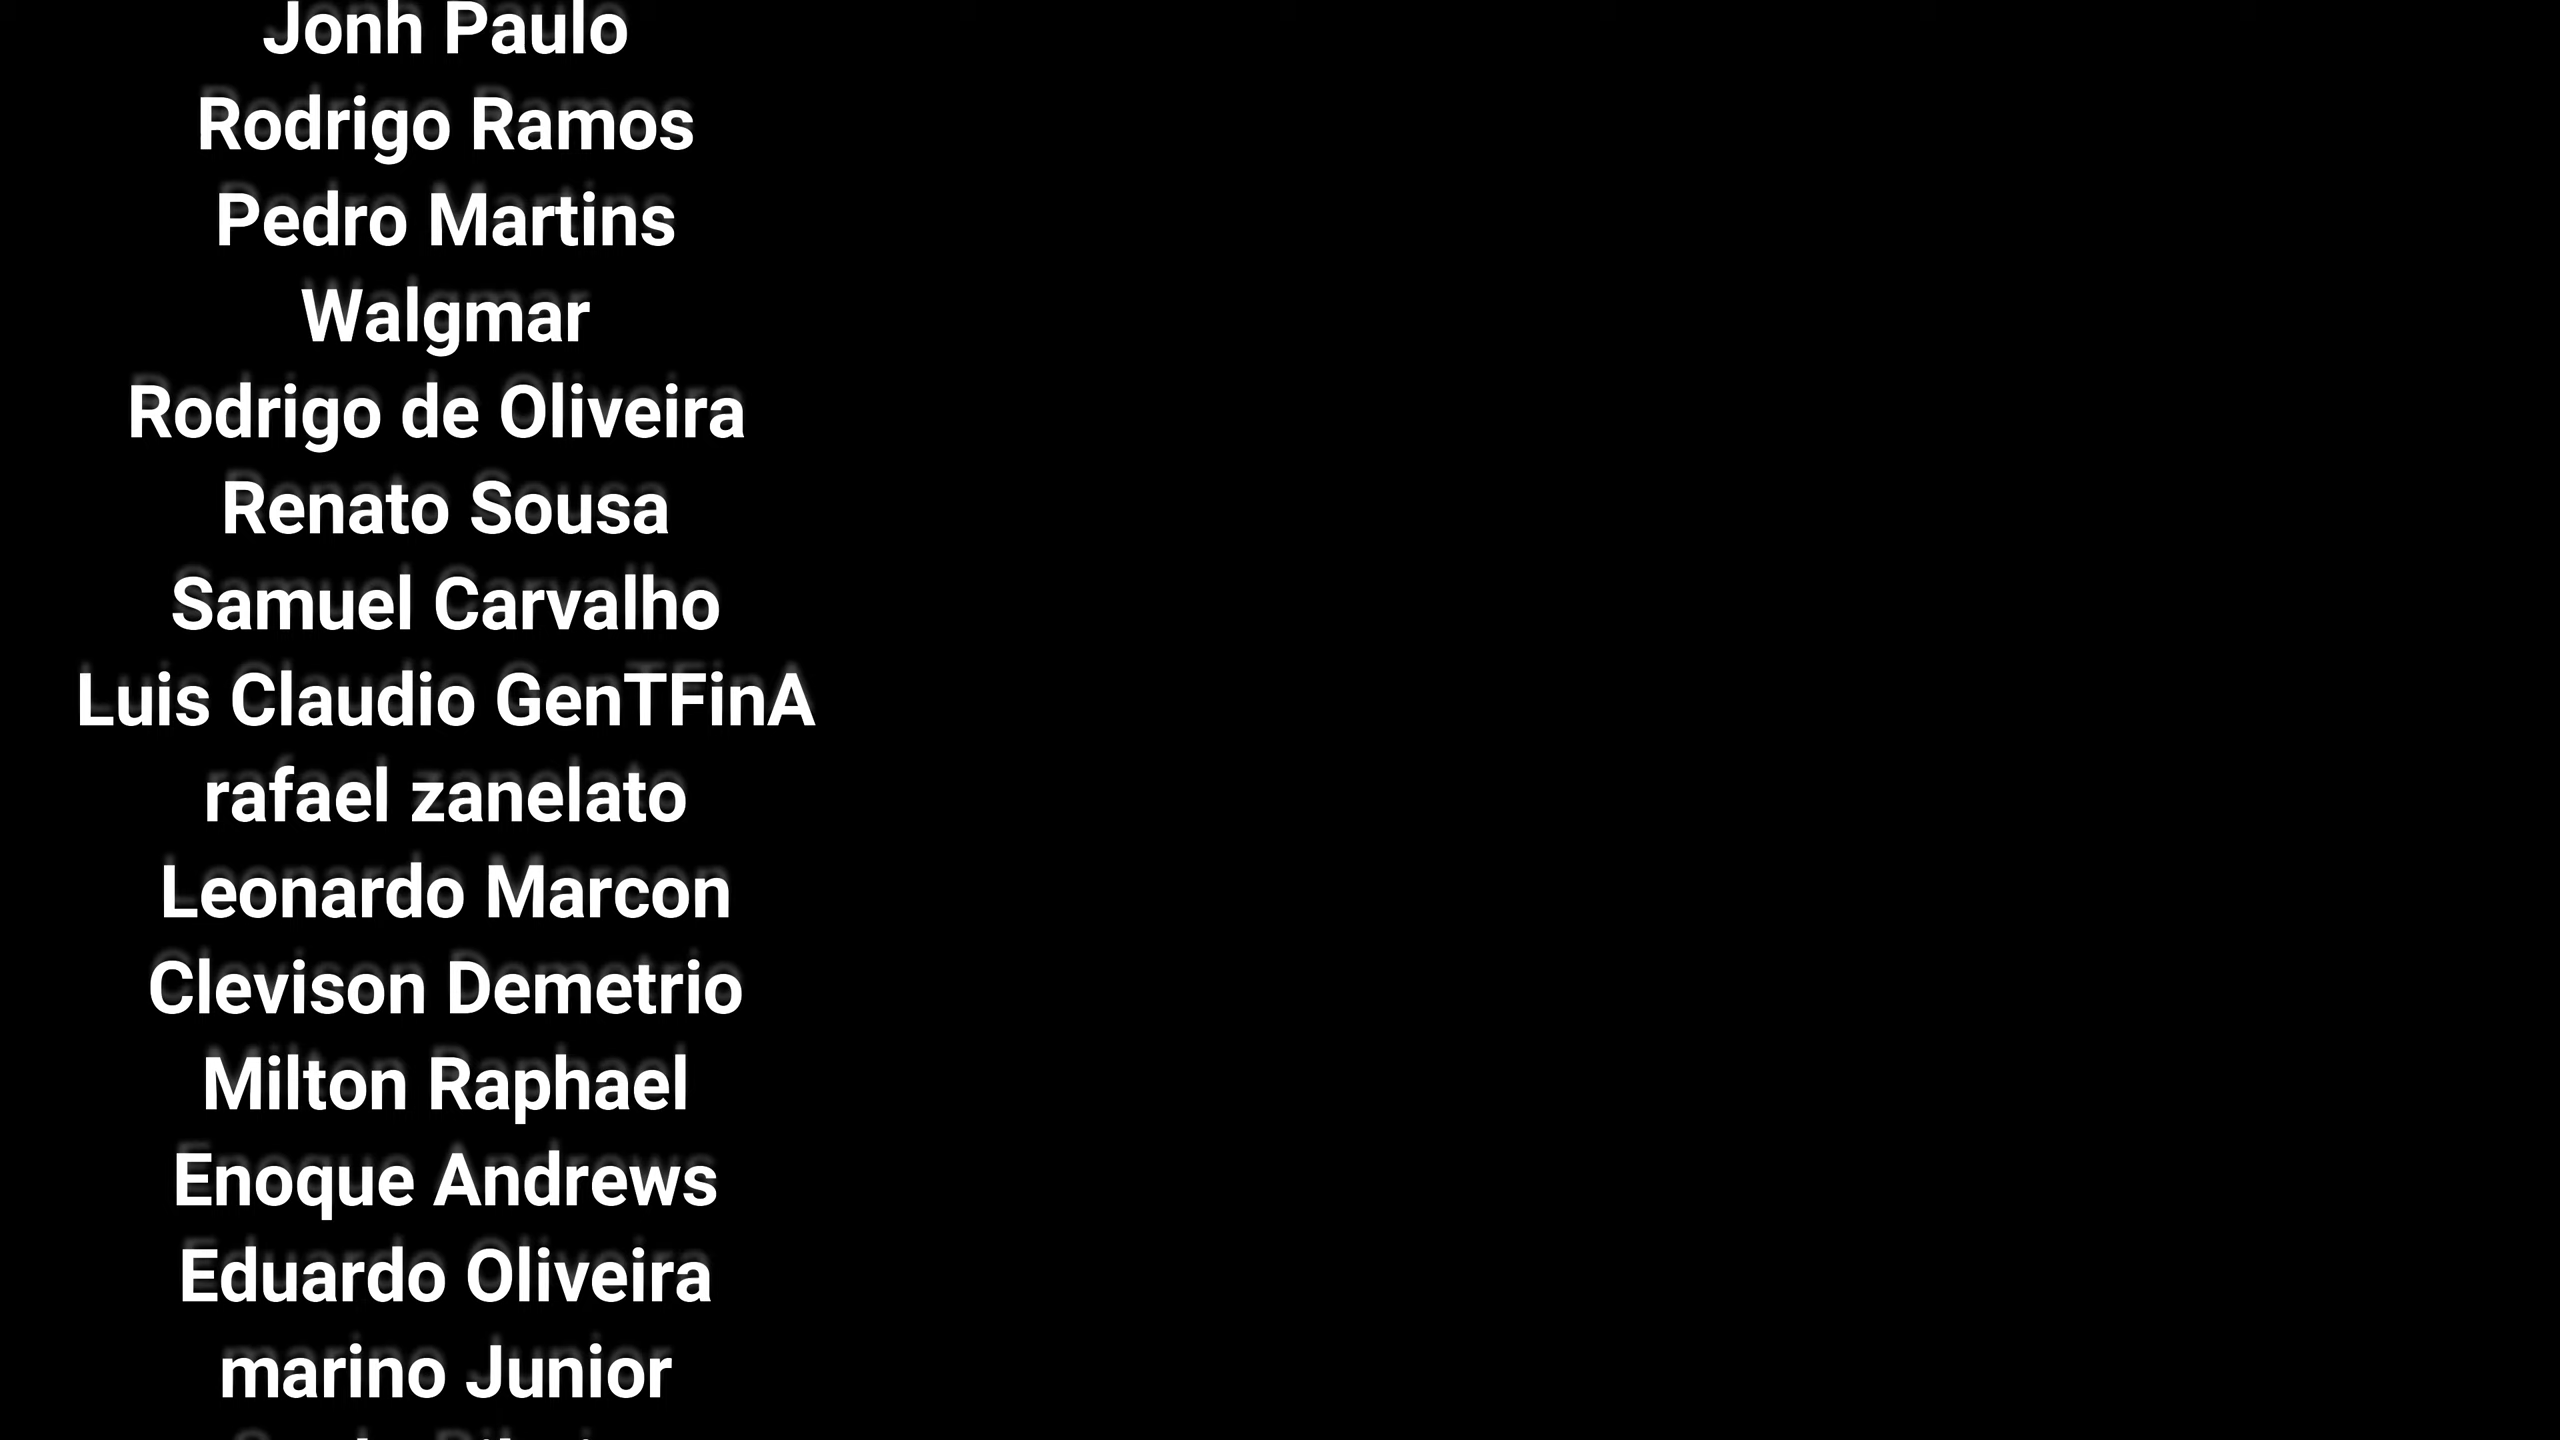 Jonh Paulo
Rodrigo Ramos
Pedro Martins
Walgmar
Rodrigo de Oliveira
Renato Sousa
Samuel Carvalho
Luis Claudio GenTFinA
rafael zanelato
Leonardo Marcon
Clevison Demetrio
Milton Raphael
Enoque Andrews
Eduardo Oliveira
marino Junior